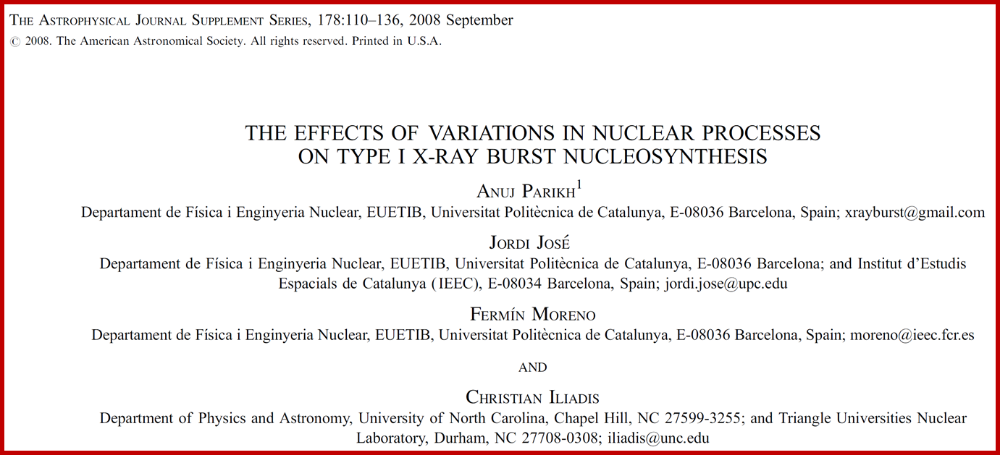 THE ASTROPHYSICAL JOURNAL SUPPLEMENT SERIES, 178:110–136, 2008 September
© 2008. The American Astronomical Society. All rights reserved. Printed in U.S.A.
THE EFFECTS OF VARIATIONS IN NUCLEAR PROCESSES
ON TYPE I X-RAY BURST NUCLEOSYNTHESIS
ANUJ PARIKH¹
Departament de Física i Enginyeria Nuclear, EUETIB, Universitat Politècnica de Catalunya, E-08036 Barcelona, Spain; xrayburst@gmail.com
JORDI JOSÉ
Departament de Física i Enginyeria Nuclear, EUETIB, Universitat Politècnica de Catalunya, E-08036 Barcelona; and Institut d’Estudis
Espacials de Catalunya (IEEC), E-08034 Barcelona, Spain; jordi.jose@upc.edu
FERMÍN MORENO
Departament de Física i Enginyeria Nuclear, EUETIB, Universitat Politècnica de Catalunya, E-08036 Barcelona, Spain; moreno@ieec.fcr.es
AND
CHRISTIAN ILIADIS
Department of Physics and Astronomy, University of North Carolina, Chapel Hill, NC 27599-3255; and Triangle Universities Nuclear
Laboratory, Durham, NC 27708-0308; iliadis@unc.edu